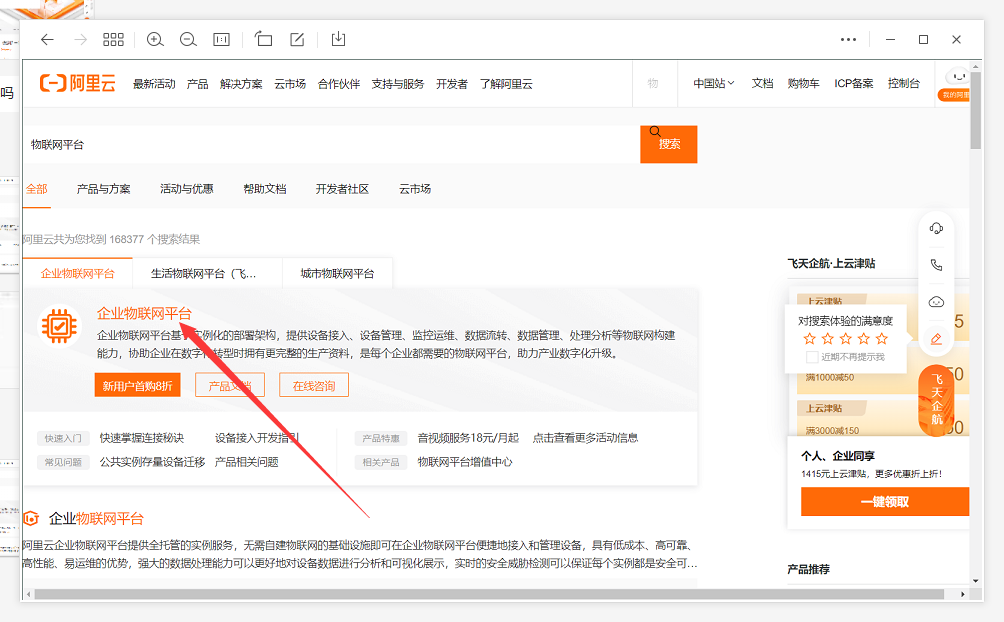 吗
阿里云
最新活动 产品 解决方案 云市场 合作伙伴 支持与服务 开发者 了解阿里云
物
中国站 文档 购物车 ICP备案 控制台
我的阿里
物联网平台
搜索
全部 产品与方案 活动与优惠 帮助文档 开发者社区 云市场
阿里云共为您找到 168377 个搜索结果
企业物联网平台 生活物联网平台（飞... 城市物联网平台
企业物联网平台
企业物联网平台基 实例化的部署架构，提供设备接入、设备管理、监控运维、数据流转、数据管理、处理分析等物联网构建
能力，协助企业在数字化转型时拥有更完整的生产资料，是每个企业都需要的物联网平台，助力产业数字化升级。
新用户首购8折 产品文档 在线咨询
快速入门 快速掌握连接秘诀 设备接入开发指引
产品特惠 音视频服务18元/月起 点击查看更多活动信息
常见问题 公共实例存量设备迁移 产品相关问题
相关产品 物联网平台增值中心
企业物联网平台
阿里云企业物联网平台提供全托管的实例服务，无需自建物联网的基础设施即可在企业物联网平台便捷地接入和管理设备，具有低成本、高可靠、
高性能、易运维的优势，强大的数据处理能力可以更好地对设备数据进行分析和可视化展示，实时的安全威胁检测可以保证每个实例都是安全可...
飞天企航·上云津贴
上云津贴
5
对搜索体验的满意度
近期不再提示我
满1000减50
50
上云津贴
满3000减150
飞天企航
个人、企业同享
1415元上云津贴，更多优惠折上折！
一键领取
产品推荐